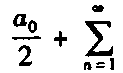 a₀/2 + ∑_{n=1}^{∞}